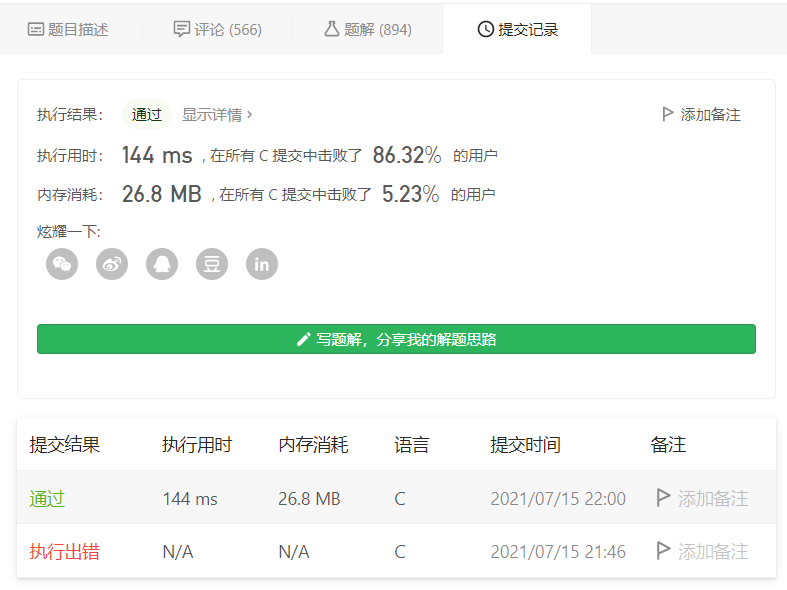 题目描述 评论 (566) 题解 (894) 提交记录
执行结果： 通过 显示详情 › 添加备注
执行用时： 144 ms , 在所有 C 提交中击败了 86.32% 的用户
内存消耗： 26.8 MB , 在所有 C 提交中击败了 5.23% 的用户
炫耀一下:
豆 in
写题解，分享我的解题思路
提交结果 执行用时 内存消耗 语言 提交时间 备注
通过 144 ms 26.8 MB C 2021/07/15 22:00 添加备注
执行出错 N/A N/A C 2021/07/15 21:46 添加备注